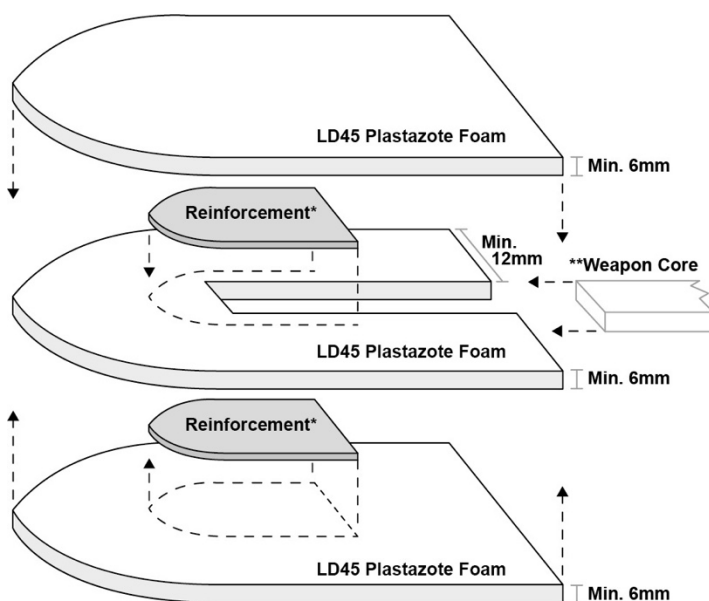 LD45 Plastazote Foam
Min. 6mm
Reinforcement*
Min.
12mm
**Weapon Core
LD45 Plastazote Foam
Min. 6mm
Reinforcement*
LD45 Plastazote Foam
Min. 6mm